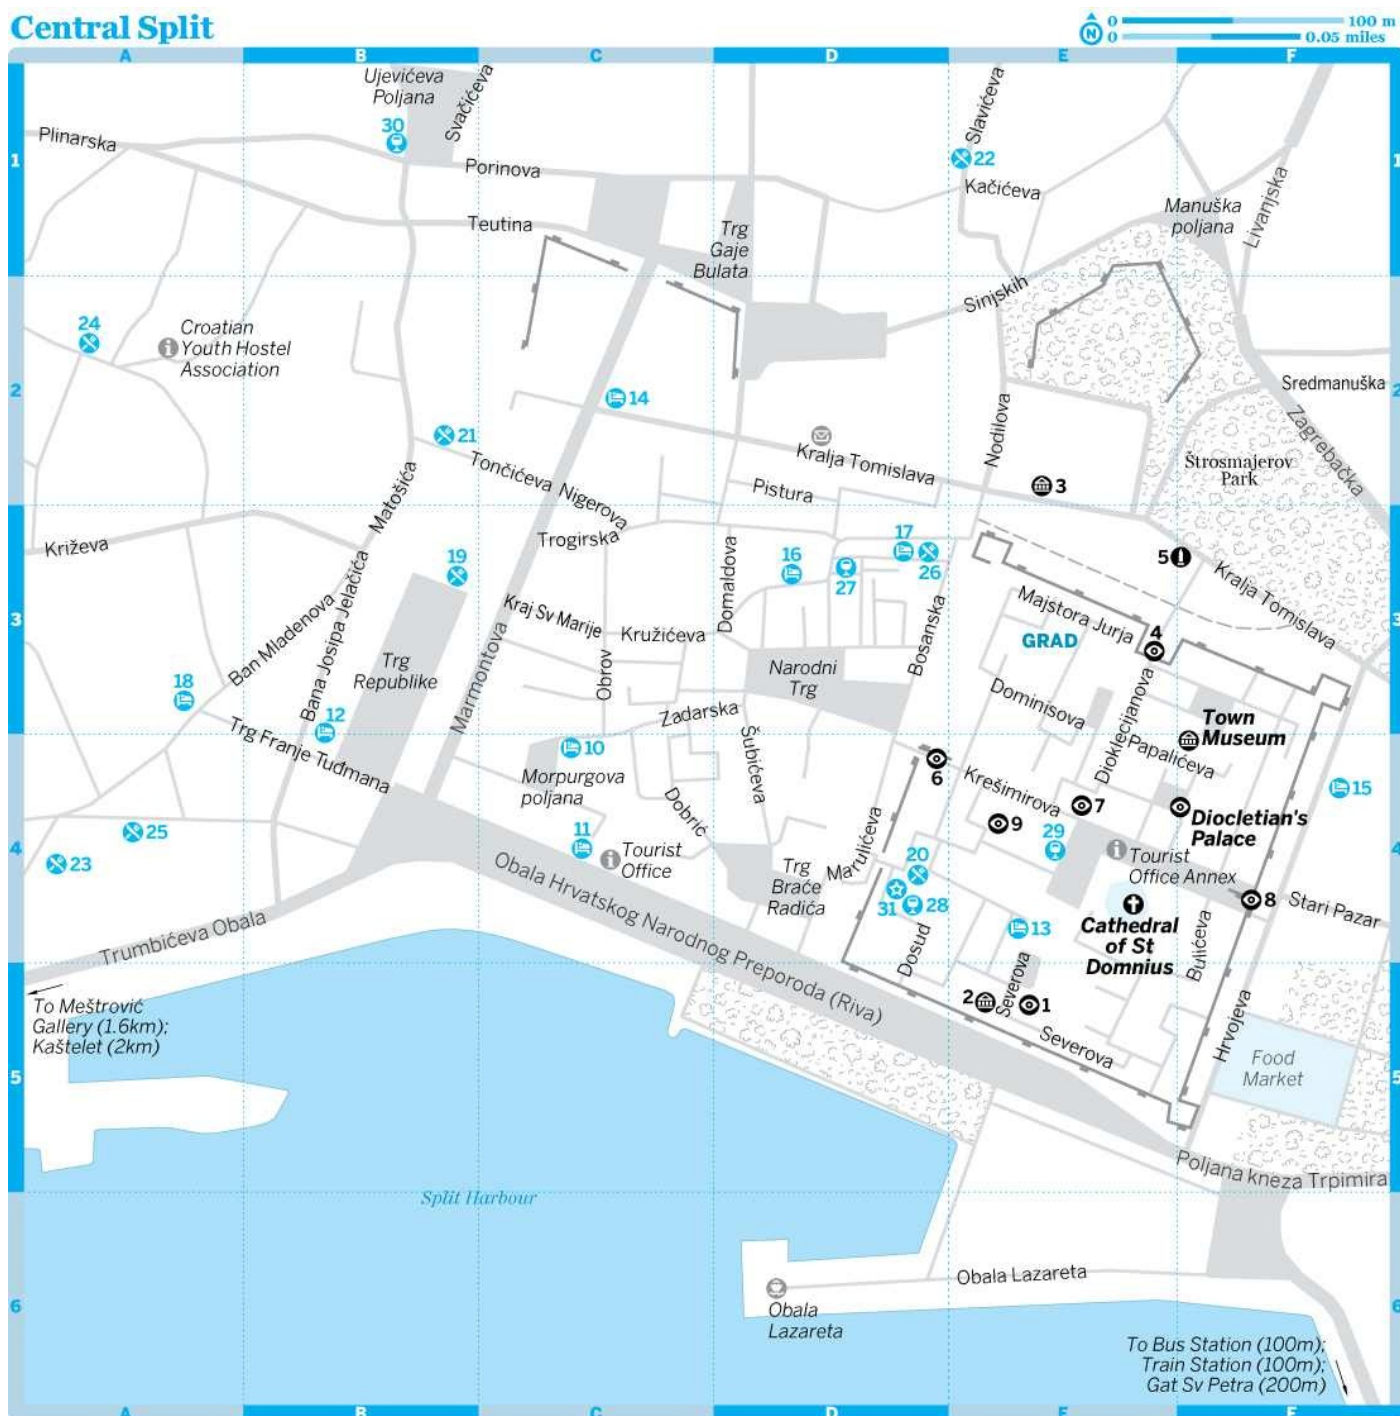 Central Split
N
0
100 m
0
0.05 miles
A
B
C
D
E
F
Ujevićeva
Poljana
Svačićeva
Slavićeva
30
Plinarska
1
1
22
Porinova
Kačićeva
Livanjska
Manuška
poljana
Teutina
Trg
Gaje
Bulata
Sinjskih
24
Croatian
Youth Hostel
Association
2
2
Sredmanuška
14
Zagrebačka
Nodilova
21
Kralja Tomislava
Štrosmajerov
Park
Tončićeva
Nigerova
Matošića
Pistura
3
Križeva
Trogirska
Domaldova
17
16
26
27
5
19
Kralja Tomislava
Bana Josipa Jelačića
Ban Mladenova
Kraj Sv Marije
Kružićeva
Bosanska
Majstora Jurja
4
3
3
GRAD
Trg
Republike
Marmontova
Obrov
Narodni
Trg
18
Dominisova
Dioklecijanova
12
Zadarska
Town
Museum
Trg Franje Tuđmana
10
Šubićeva
Papalićeva
6
Morpurgova
poljana
Krešimirova
15
Dobrić
7
Diocletian's
Palace
9
29
25
11
Marulićeva
4
4
23
Tourist
Office
Tourist
Office Annex
20
Trg
Braće
Radića
8
Stari Pazar
31
28
Obala Hrvatskog Narodnog Preporoda (Riva)
Trumbićeva Obala
13
Cathedral
of St
Domnius
Dosud
Bulićeva
Severova
2
1
To Meštrović
Gallery (1.6km);
Kaštelet (2km)
Severova
Hrvojeva
Food
Market
5
5
Poljana kneza Trpimira
Split Harbour
Obala Lazareta
6
6
Obala
Lazareta
To Bus Station (100m);
Train Station (100m);
Gat Sv Petra (200m)
A
B
C
D
E
F